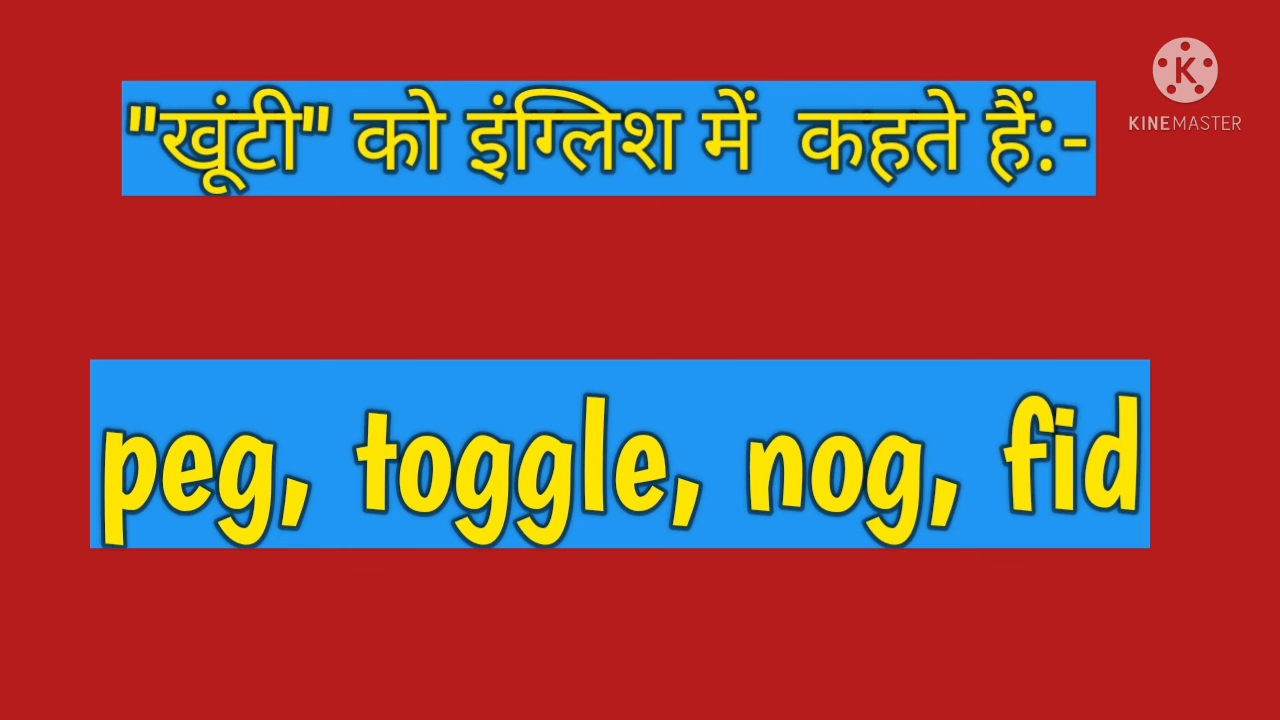 "खूंटी" को इंग्लिश में  कहते हैं:-
K
KINEMASTER
peg, toggle, nog, fid